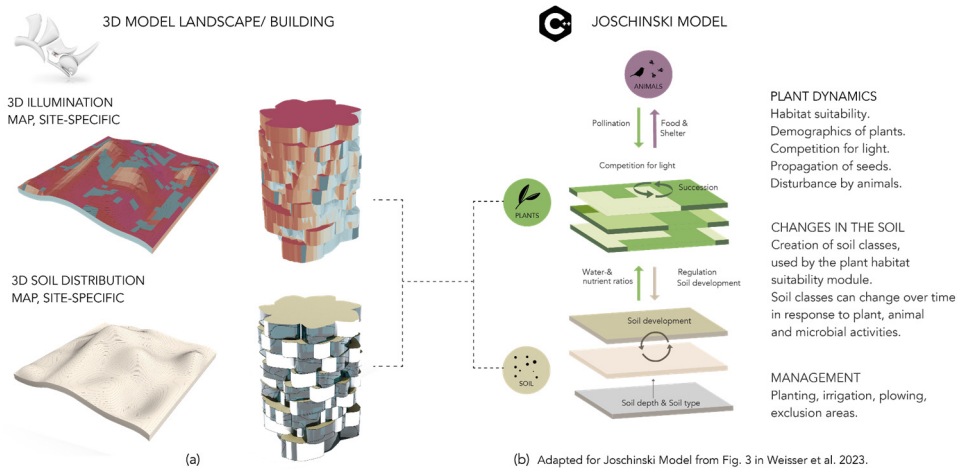 3D MODEL LANDSCAPE/ BUILDING
3D ILLUMINATION
MAP, SITE-SPECIFIC
3D SOIL DISTRIBUTION
MAP, SITE-SPECIFIC
(a)
C++
JOSCHINSKI MODEL
ANIMALS
Pollination
Food &
Shelter
Competition for light
Succession
PLANTS
Water-&
nutrient ratios
Regulation
Soil development
Soil development
SOIL
Soil depth & Soil type
PLANT DYNAMICS
Habitat suitability.
Demographics of plants.
Competition for light.
Propagation of seeds.
Disturbance by animals.
CHANGES IN THE SOIL
Creation of soil classes,
used by the plant habitat
suitability module.
Soil classes can change over time
in response to plant, animal
and microbial activities.
MANAGEMENT
Planting, irrigation, plowing,
exclusion areas.
(b) Adapted for Joschinski Model from Fig. 3 in Weisser et al. 2023.